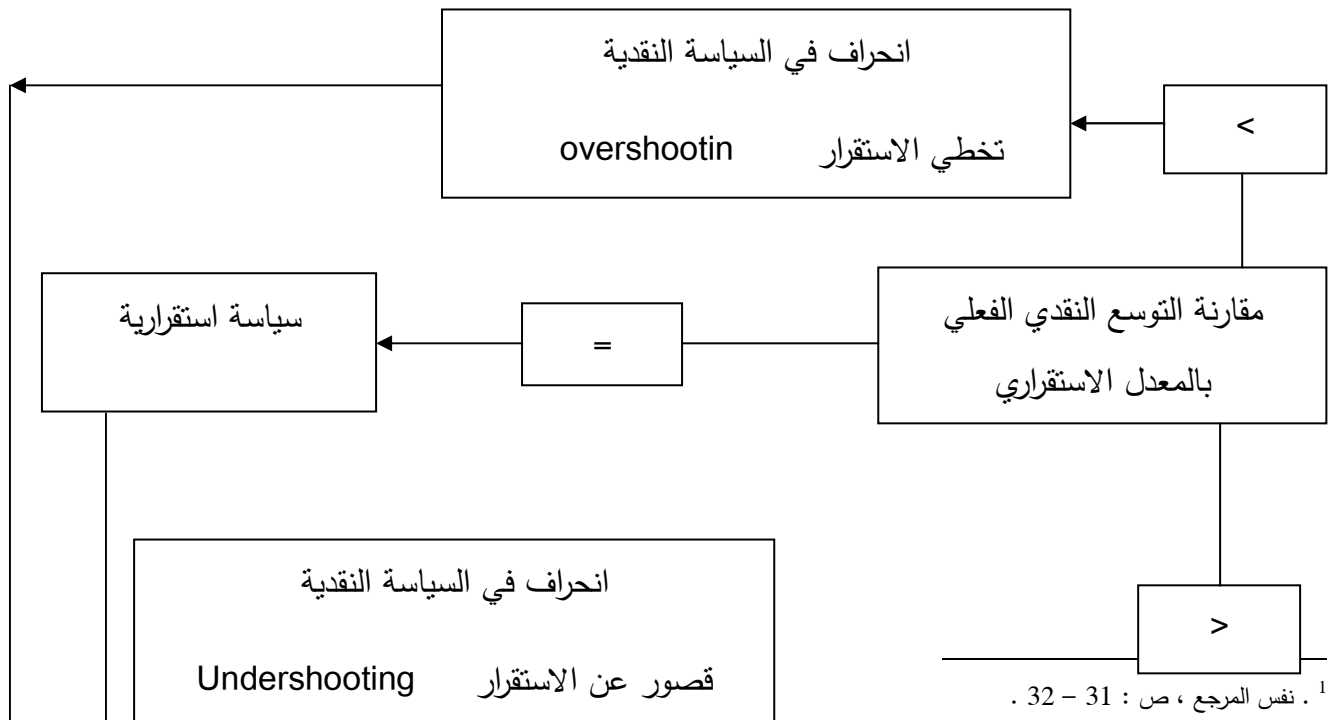 انحراف في السياسة النقدية
تخطي الاستقرار overshootin
<
سياسة استقرارية
=
مقارنة التوسع النقدي الفعلي
بالمعدل الاستقراري
انحراف في السياسة النقدية
قصور عن الاستقرار Undershooting
>
1 . نفس المرجع ، ص : 31 – 32 .